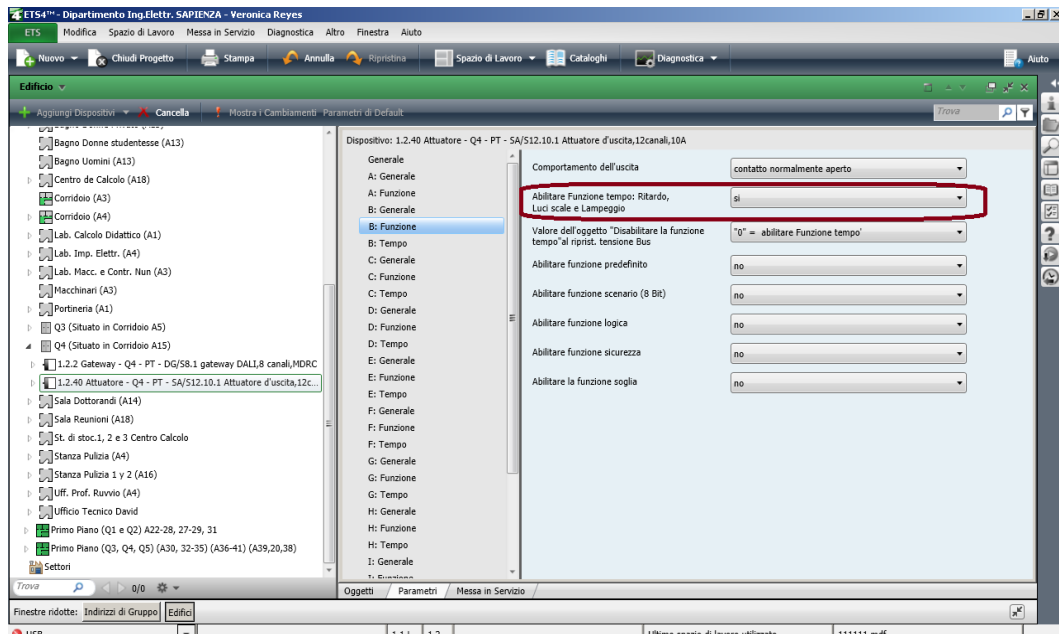 ETS4™ - Dipartimento Ing.Elettr. SAPIENZA - Veronica Reyes
ETS Modifica Spazio di Lavoro Messa in Servizio Diagnostica Altro Finestra Aiuto
Nuovo Chiudi Progetto Stampa Annulla Ripristina Spazio di Lavoro Cataloghi Diagnostica Aiuto
Edificio
Aggiungi Dispositivi Cancella Mostra i Cambiamenti Parametri di Default Trova
Bagno Donne studentesse (A13)
Bagno Uomini (A13)
Centro de Calcolo (A18)
Corridoio (A3)
Corridoio (A4)
Lab. Calcolo Didattico (A1)
Lab. Imp. Elettr. (A4)
Lab. Macc. e Contr. Nun (A3)
Macchinari (A3)
Portineria (A1)
Q3 (Situato in Corridoio A5)
Q4 (Situato in Corridoio A15)
1.2.2 Gateway - Q4 - PT - DG/S8.1 gateway DALI,8 canali,MDRC
1.2.40 Attuatore - Q4 - PT - SA/S12.10.1 Attuatore d'uscita,12c...
Sala Dottorandi (A14)
Sala Reunioni (A18)
St. di stoc.1, 2 e 3 Centro Calcolo
Stanza Pulizia (A4)
Stanza Pulizia 1 y 2 (A16)
Uff. Prof. Ruvvio (A4)
Ufficio Tecnico David
Primo Piano (Q1 e Q2) A22-28, 27-29, 31
Primo Piano (Q3, Q4, Q5) (A30, 32-35) (A36-41) (A39,20,38)
Settori
Trova 0/0
Dispositivo: 1.2.40 Attuatore - Q4 - PT - SA/S12.10.1 Attuatore d'uscita,12canali,10A
Generale
A: Generale
A: Funzione
B: Generale
B: Funzione
B: Tempo
C: Generale
C: Funzione
C: Tempo
D: Generale
D: Funzione
D: Tempo
E: Generale
E: Funzione
E: Tempo
F: Generale
F: Funzione
F: Tempo
G: Generale
G: Funzione
G: Tempo
H: Generale
H: Funzione
H: Tempo
I: Generale
I: Funzione
Comportamento dell'uscita contatto normalmente aperto
Abilitare Funzione tempo: Ritardo, si
Luci scale e Lampeggio
Valore dell'oggetto "Disabilitare la funzione "0" = abilitare Funzione tempo'
tempo"al riprist. tensione Bus
Abilitare funzione predefinito no
Abilitare funzione scenario (8 Bit) no
Abilitare funzione logica no
Abilitare funzione sicurezza no
Abilitare la funzione soglia no
Oggetti Parametri Messa in Servizio
Finestre ridotte: Indirizzi di Gruppo Edifici
USB 1.1 1.2 Ultimo spazio di lavoro utilizzato 111111.mdf